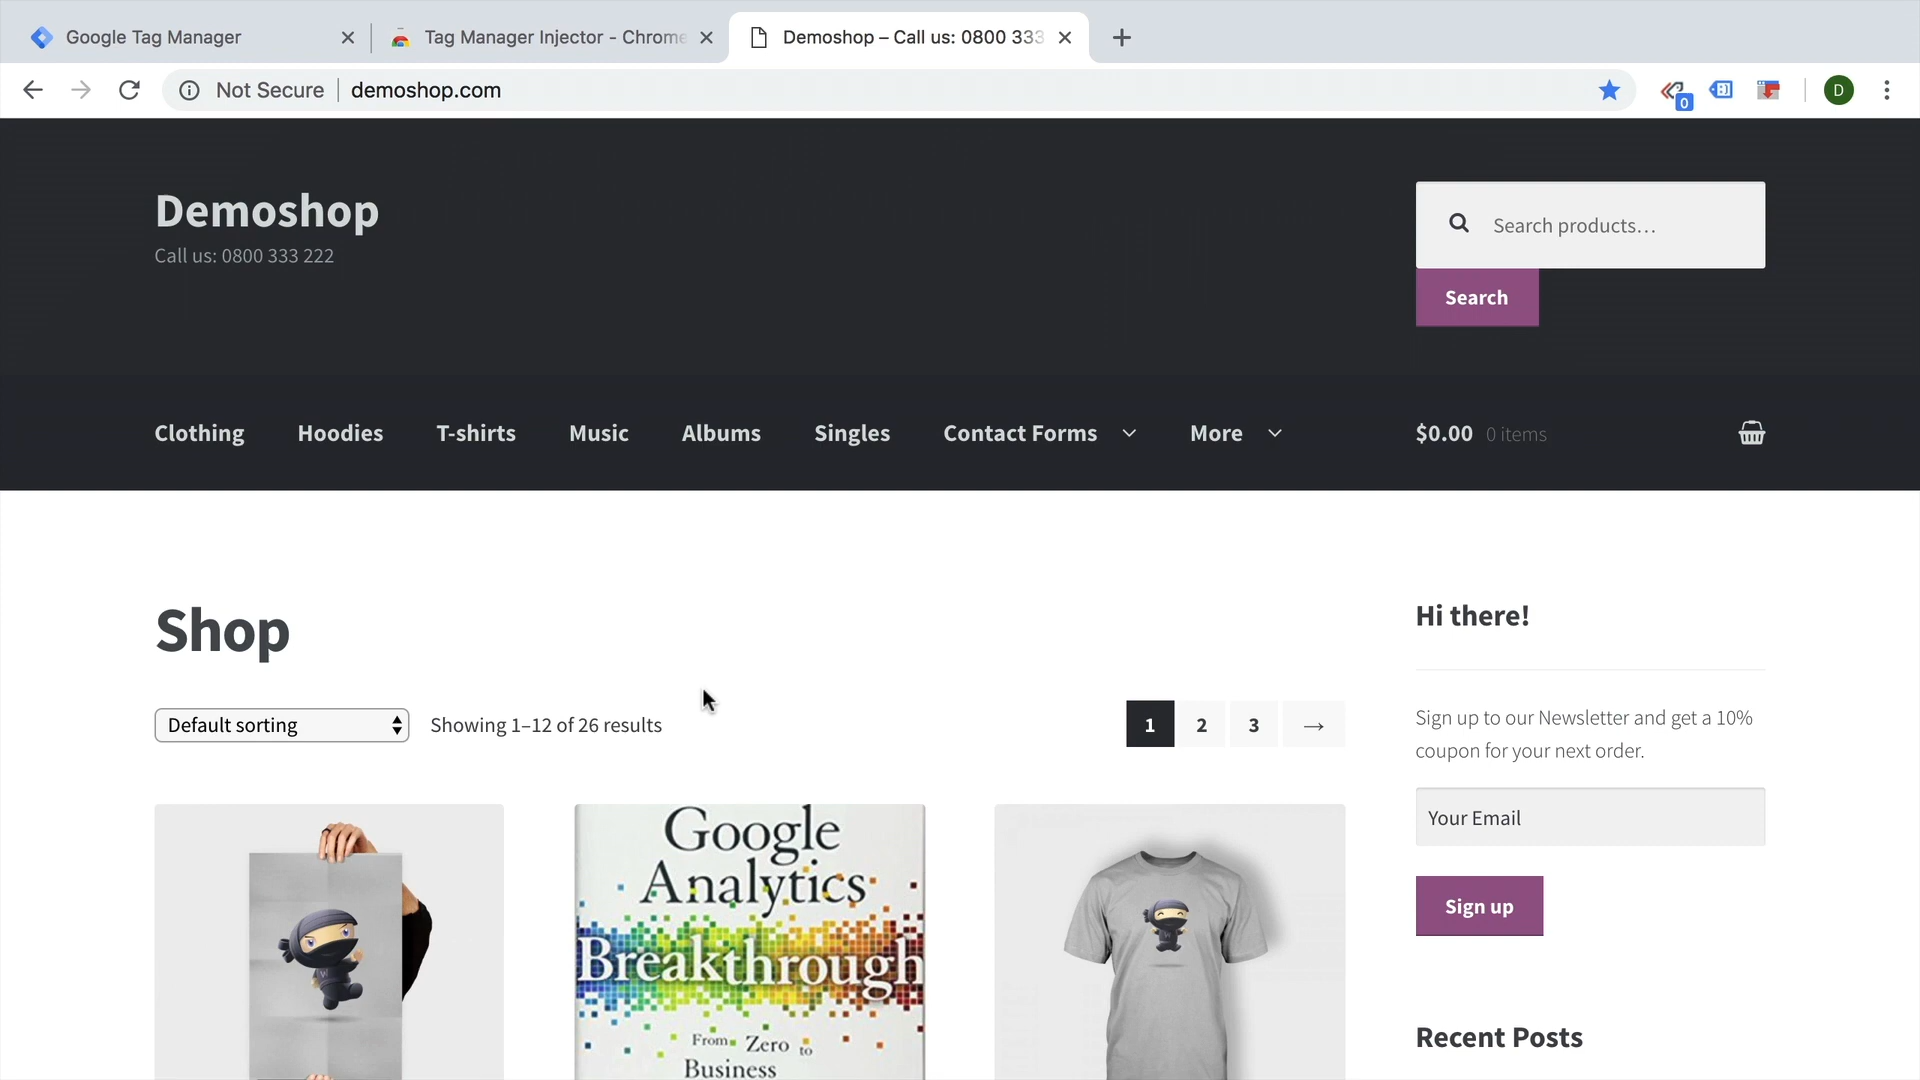 Google Tag Manager
Tag Manager Injector - Chrome
Demoshop – Call us: 0800 333
Not Secure
demoshop.com
0
D
Demoshop
Call us: 0800 333 222
Search products…
Search
Clothing
Hoodies
T-shirts
Music
Albums
Singles
Contact Forms
More
$0.00 0 items
Shop
Default sorting
Showing 1–12 of 26 results
1
2
3
→
Hi there!
Sign up to our Newsletter and get a 10%
coupon for your next order.
Your Email
Sign up
Google
Analytics
Breakthrough
From Zero to
Business
Recent Posts